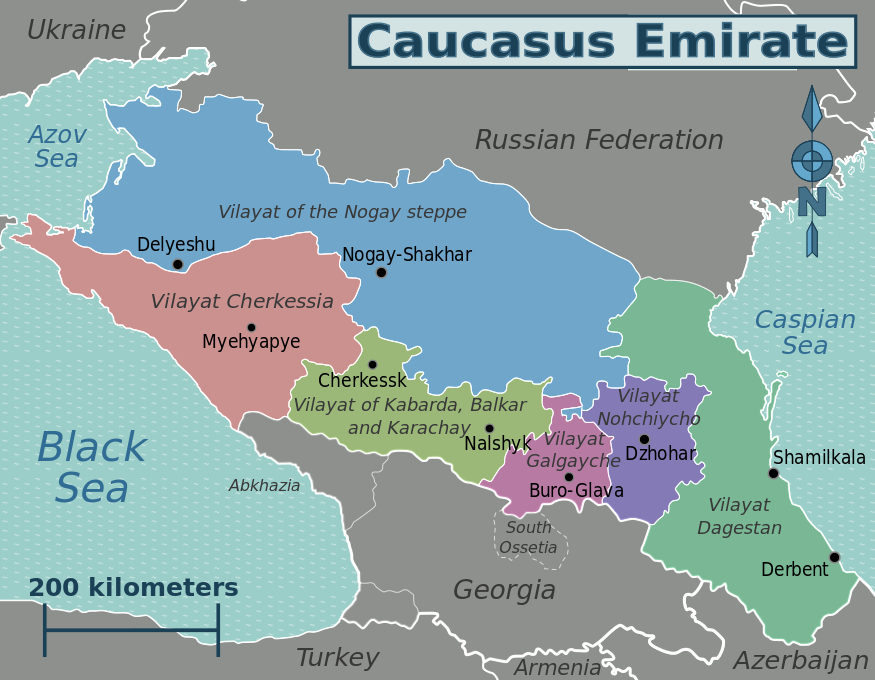 Ukraine
Caucasus Emirate
Azov
Sea
Russian Federation
N
Vilayat of the Nogay steppe
Delyeshu
Nogay-Shakhar
Vilayat Cherkessia
Myehyapye
Caspian
Sea
Cherkessk
Vilayat of Kabarda, Balkar
and Karachay
Nalshyk
Vilayat
Nohchiycho
Dzhohar
Vilayat
Galgayche
Buro-Glava
Shamilkala
Black
Sea
Abkhazia
Vilayat
Dagestan
South
Ossetia
Derbent
200 kilometers
Georgia
Turkey
Armenia
Azerbaijan